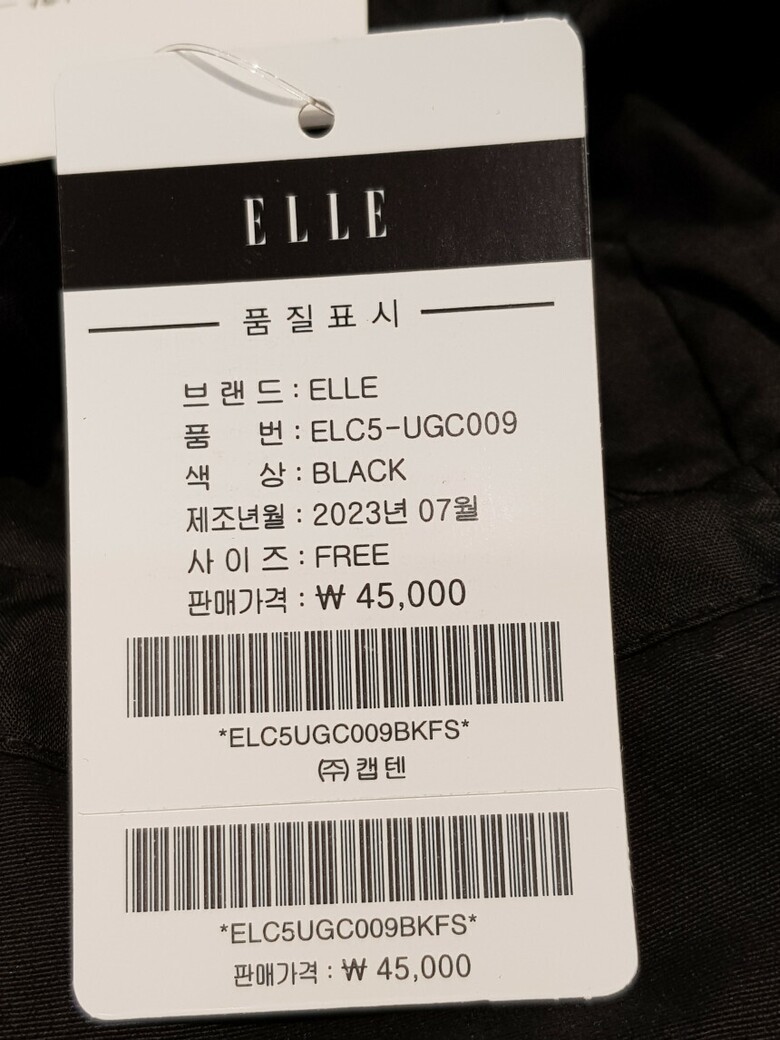 ELLE
품질표시
브랜드 : ELLE
품 번 : ELC5-UGC009
색 상 : BLACK
제조년월 : 2023년 07월
사이즈 : FREE
판매가격 : ₩ 45,000
*ELC5UGC009BKFS*
㈜캡텐
*ELC5UGC009BKFS*
판매가격 : ₩ 45,000